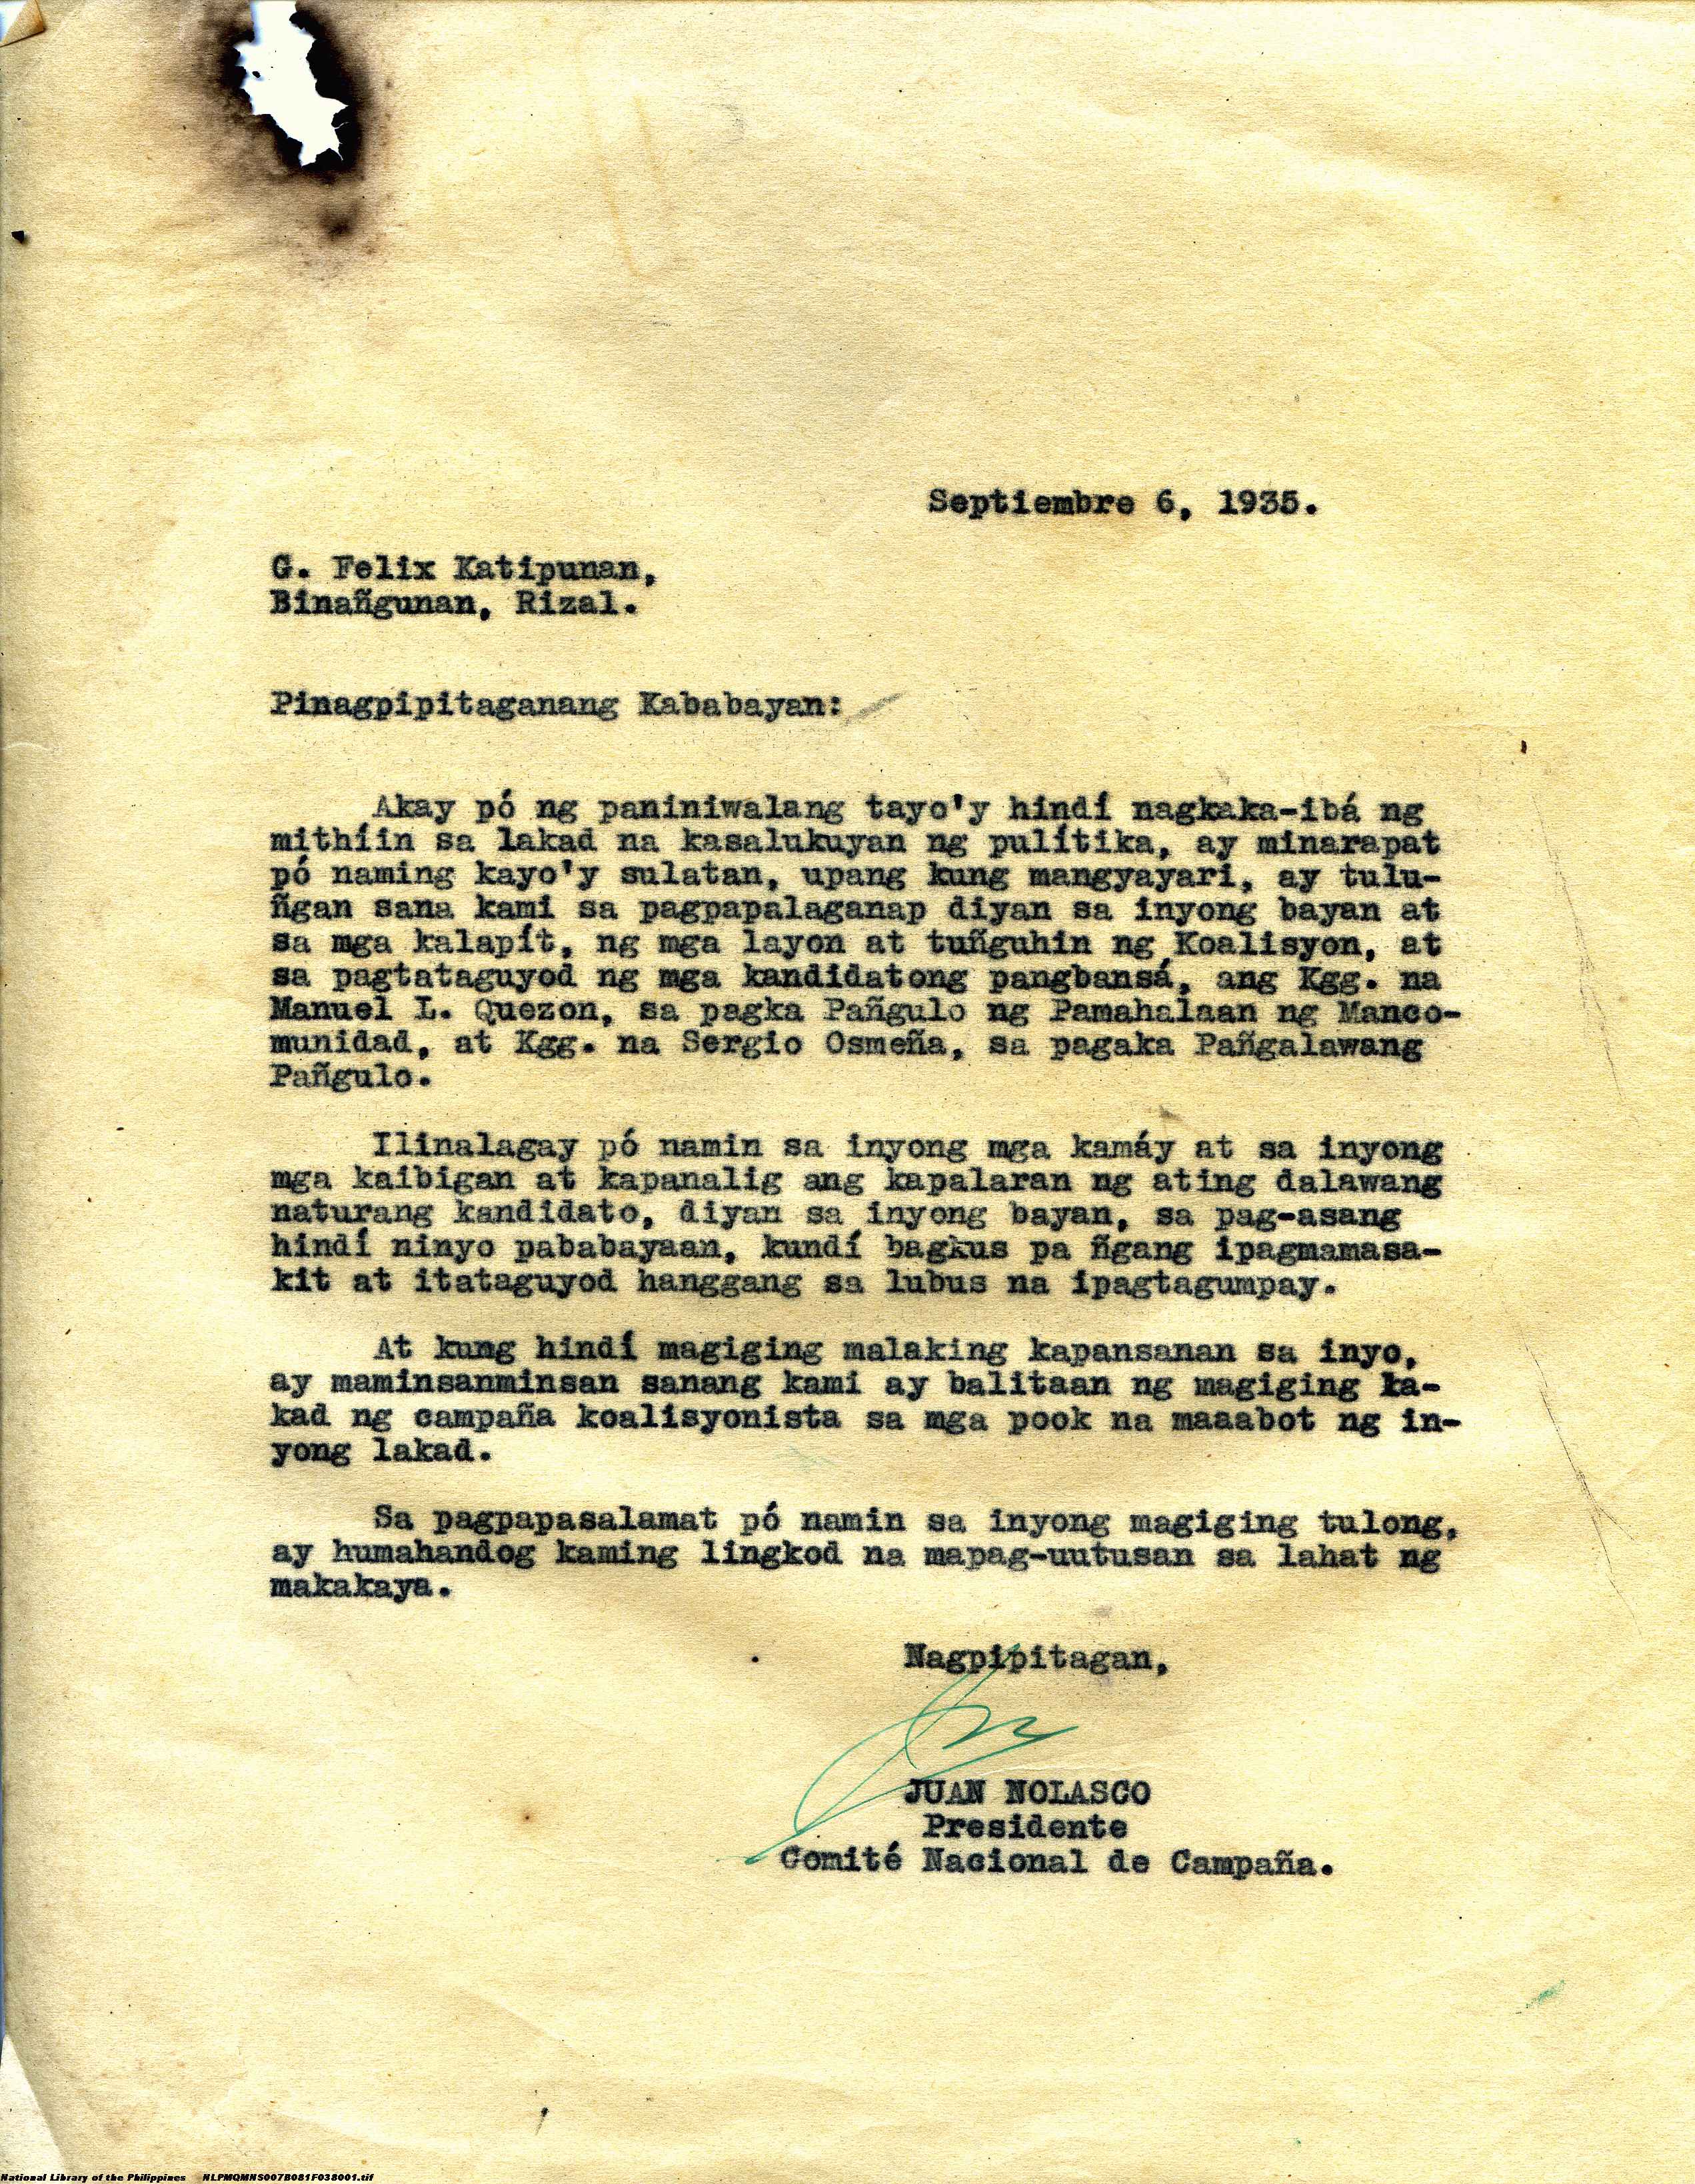 Septiembre 6, 1935.
G. Felix Katipunan,
Binañgunan, Rizal.
Pinagpipitaganang Kababayan:
Akay pó ng paniniwalang tayo'y hindí nagkaka-ibá ng
mithíin sa lakad na kasalukuyan ng pulítika, ay minarapat
pó naming kayo'y sulatan, upang kung mangyayari, ay tulu-
ñgan sana kami sa pagpapalaganap diyan sa inyong bayan at
sa mga kalapít, ng mga layon at tuñguhin ng Koalisyon, at
sa pagtataguyod ng mga kandidatong pangbansá, ang Kgg. na
Manuel L. Quezon, sa pagka Pañgulo ng Pamahalaan ng Manco-
munidad, at Kgg. na Sergio Osmeña, sa pagaka Pañgalawang
Pañgulo.
Ilinalagay pó namin sa inyong mga kamáy at sa inyong
mga kaibigan at kapanalig ang kapalaran ng ating dalawang
naturang kandidato, diyan sa inyong bayan, sa pag-asang
hindí ninyo pababayaan, kundí bagkus pa ñgang ipagmamasa-
kit at itataguyod hanggang sa lubus na ipagtagumpay.
At kung hindí magiging malaking kapansanan sa inyo,
ay maminsanminsan sanang kami ay balitaan ng magiging la-
kad ng campaña koalisyonista sa mga pook na maaabot ng in-
yong lakad.
Sa pagpapasalamat pó namin sa inyong magiging tulong,
ay humahandog kaming lingkod na mapag-uutusan sa lahat ng
makakaya.
Nagpipitagan,
JUAN NOLASCO
Presidente
Comité Nacional de Campaña.
National Library of the Philippines NLPMQMNS007B081F038001.tif